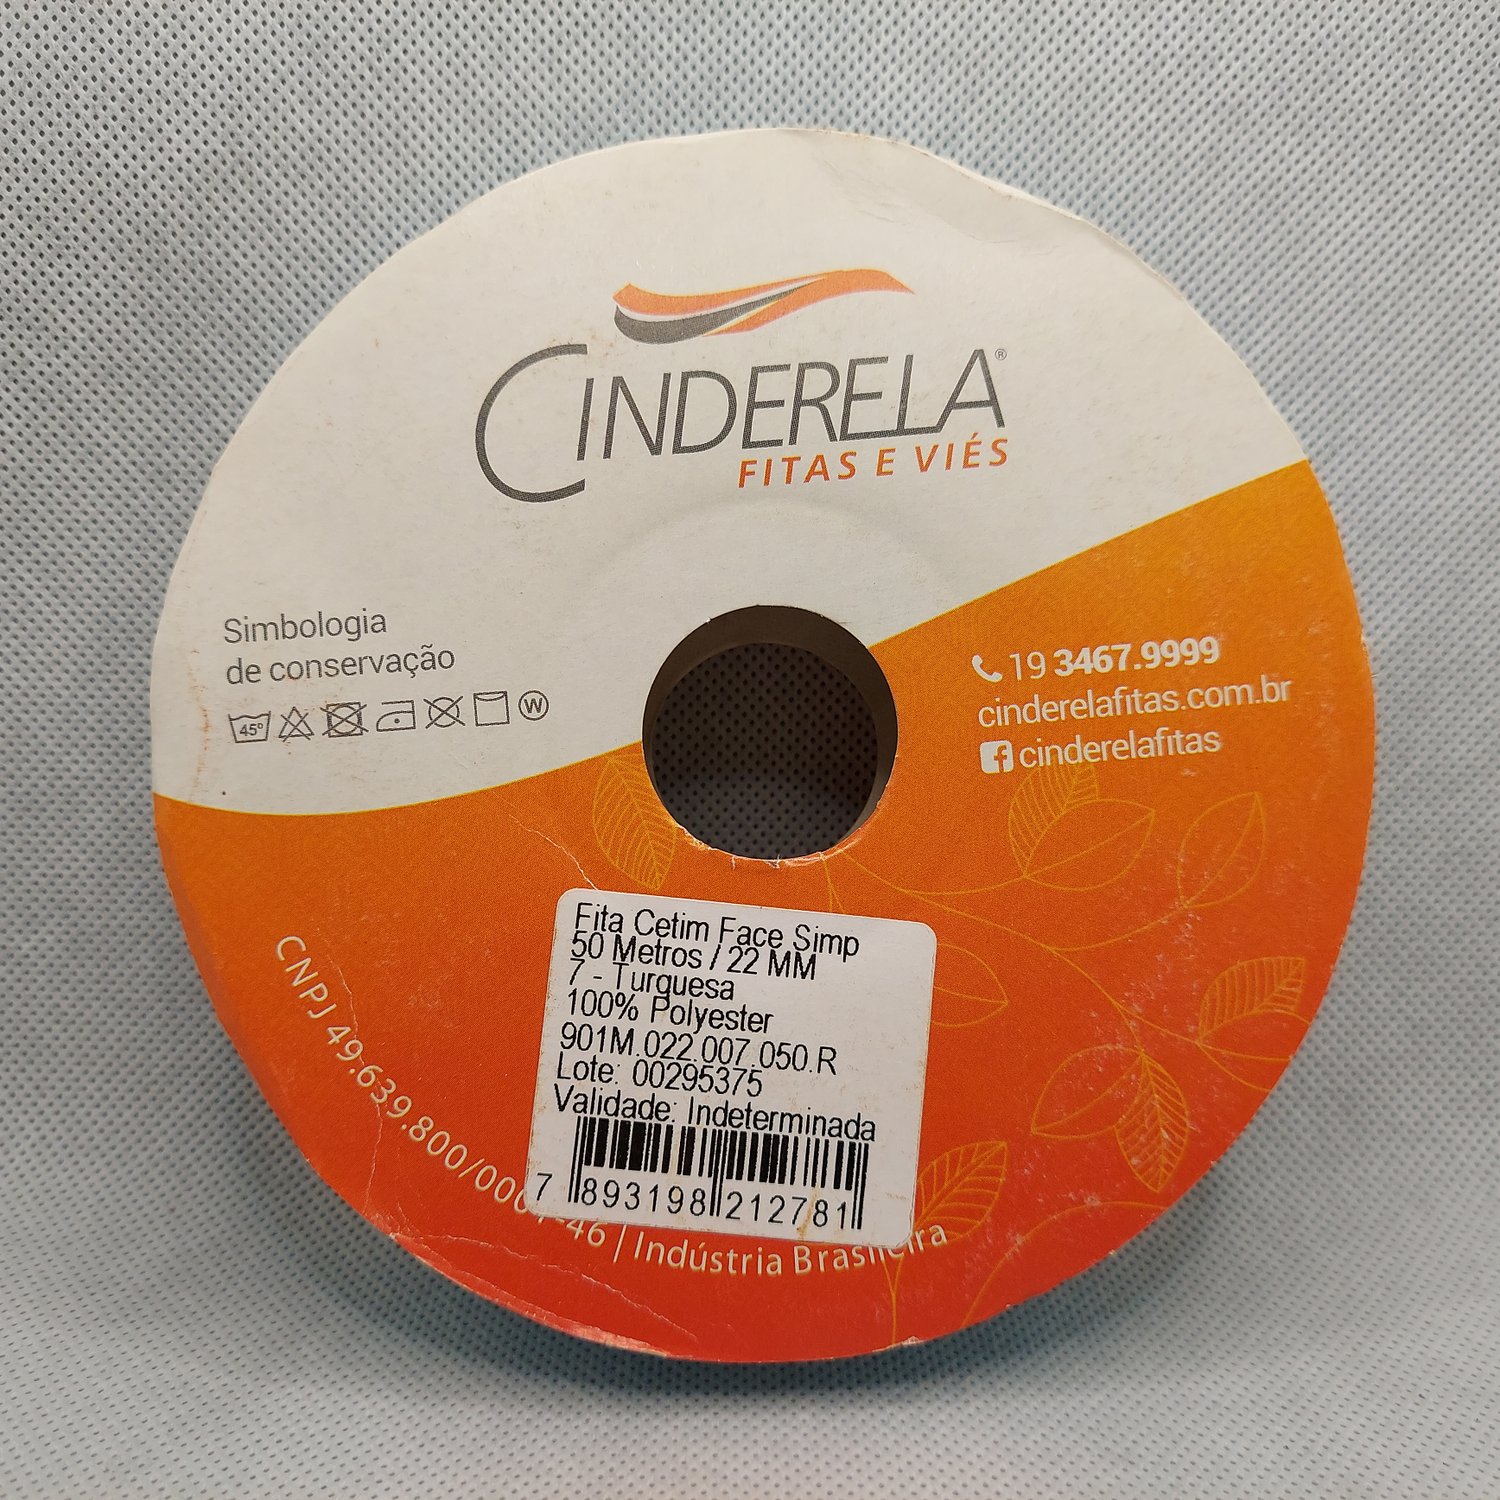 CINDERELA®
FITAS E VIÉS
Simbologia
de conservação
45º
W
19 3467.9999
cinderelafitas.com.br
cinderelafitas
Fita Cetim Face Simp
50 Metros / 22 MM
7 - Turquesa
100% Polyester
901M.022.007.050.R
Lote: 00295375
Validade: Indeterminada
7 893198 212781
CNPJ 49.639.800/0001-46 | Indústria Brasileira